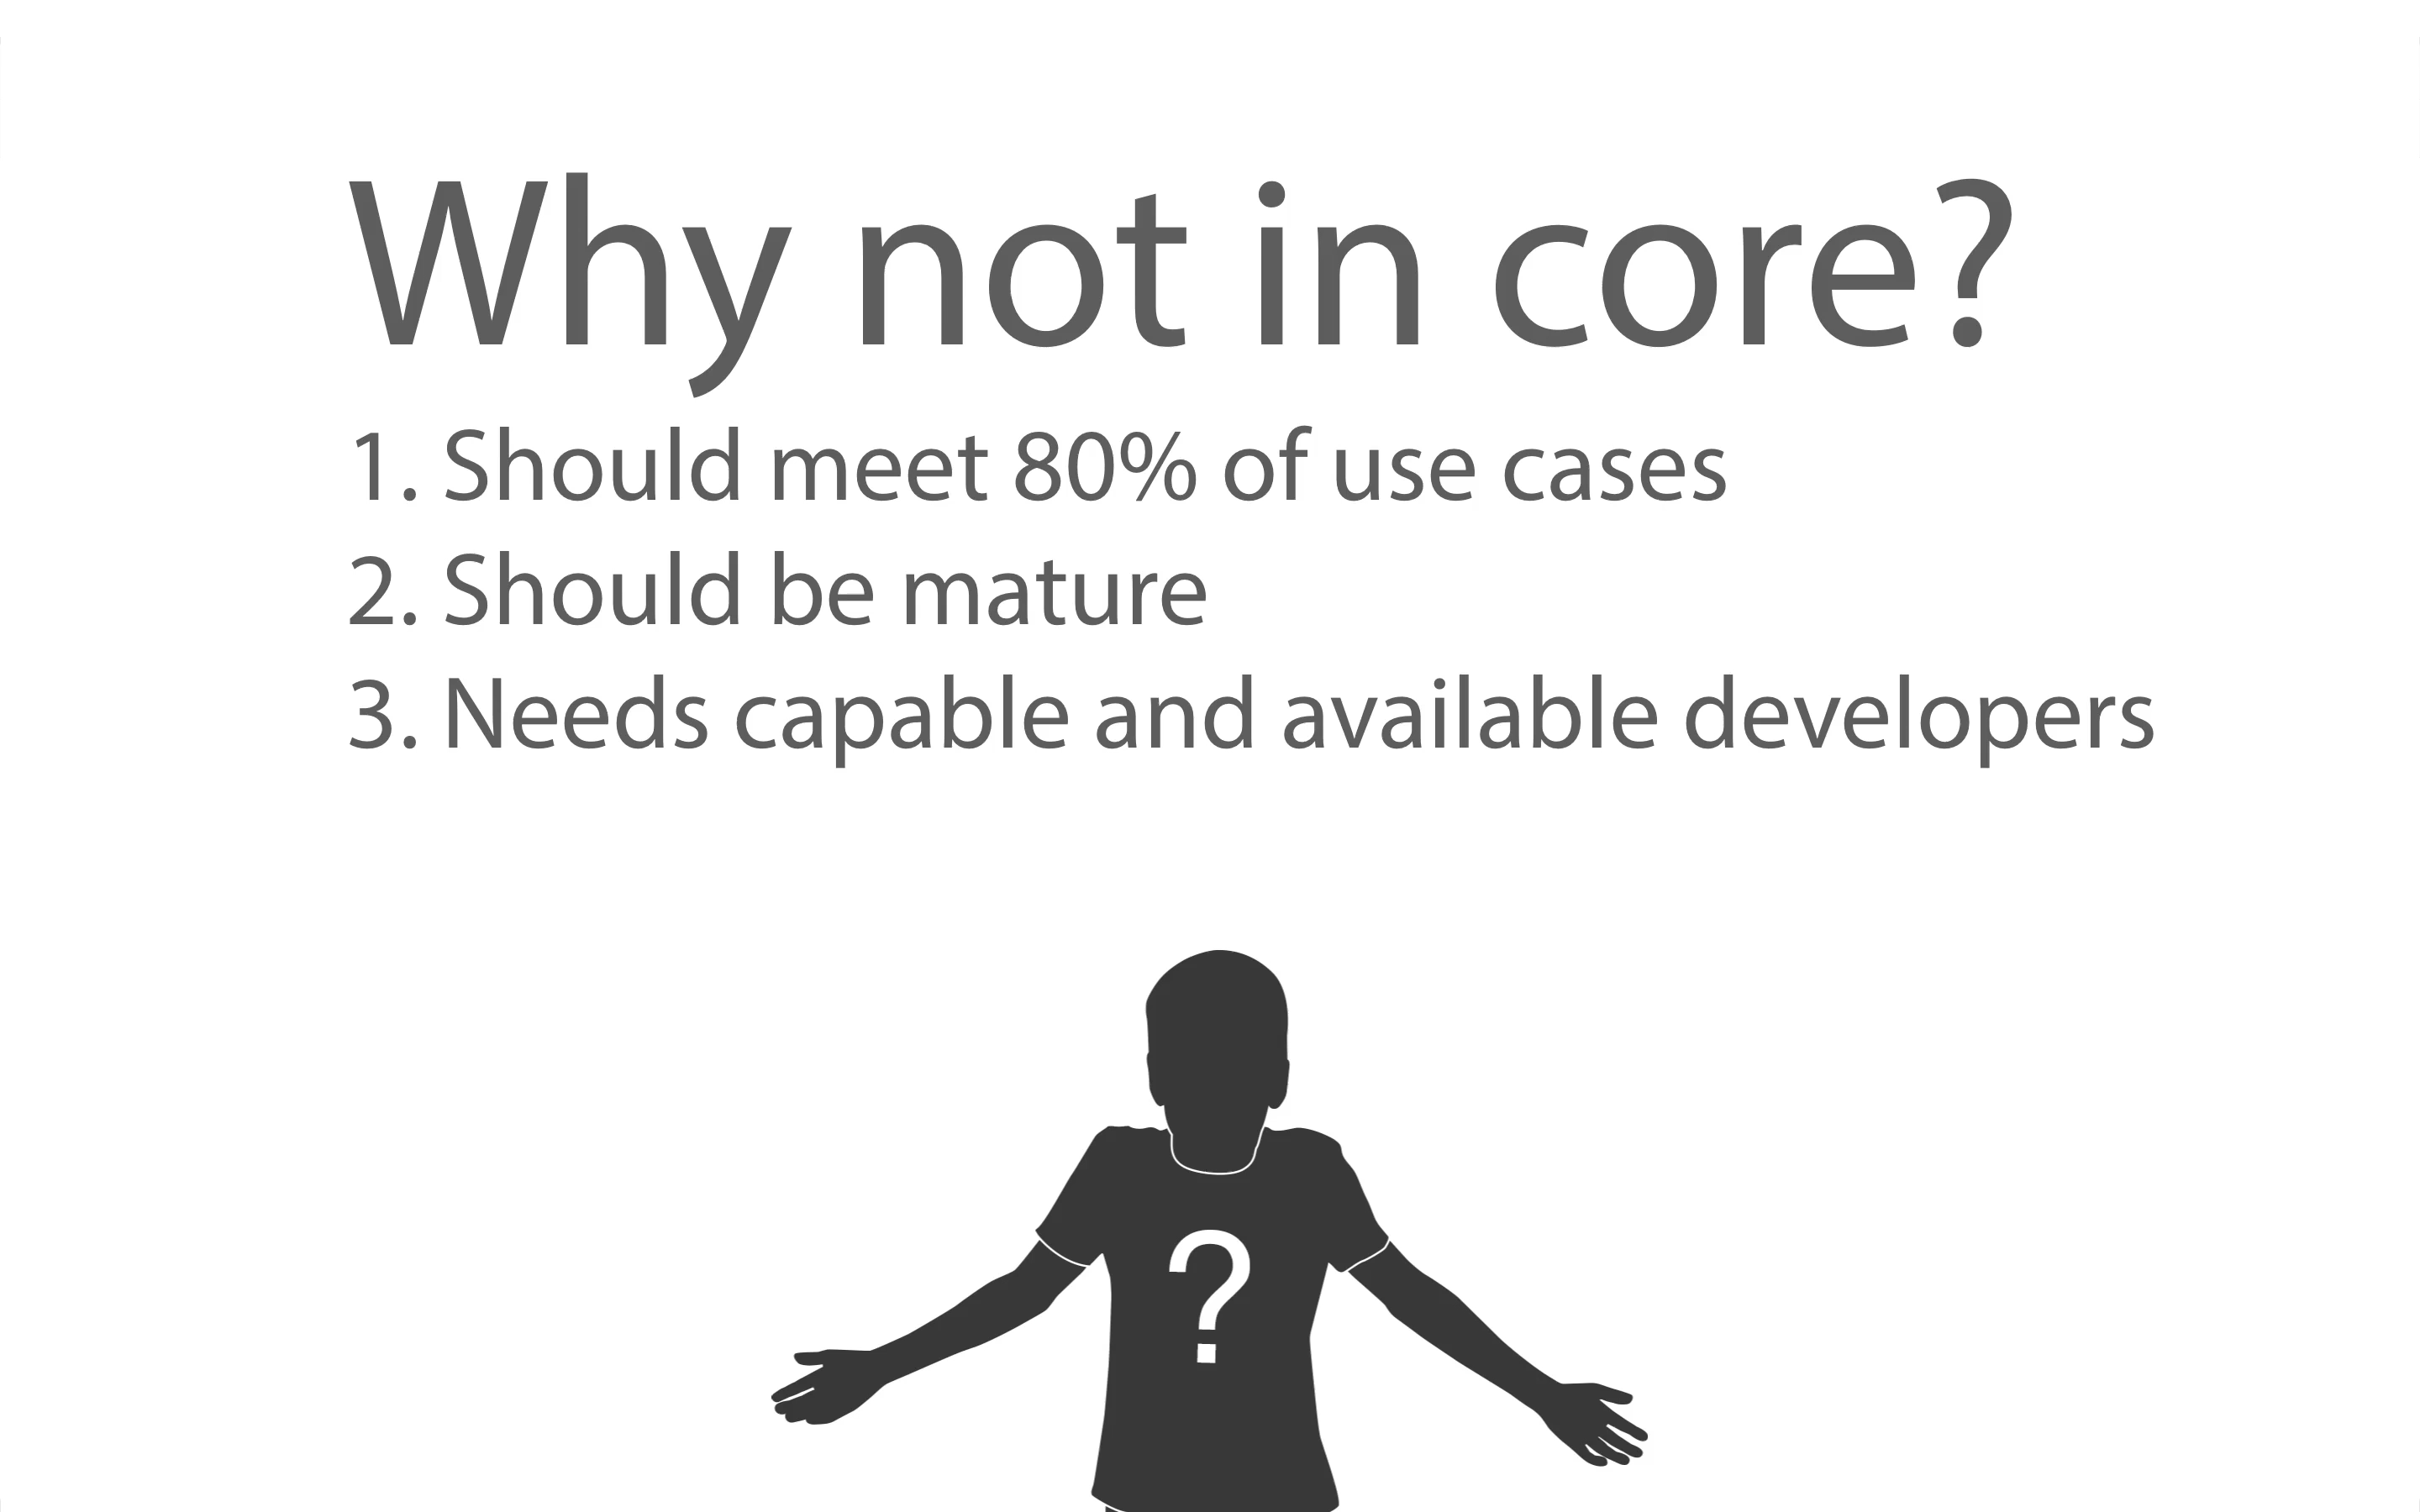 Why not in core?
1. Should meet 80% of use cases
2. Should be mature
3. Needs capable and available developers
?